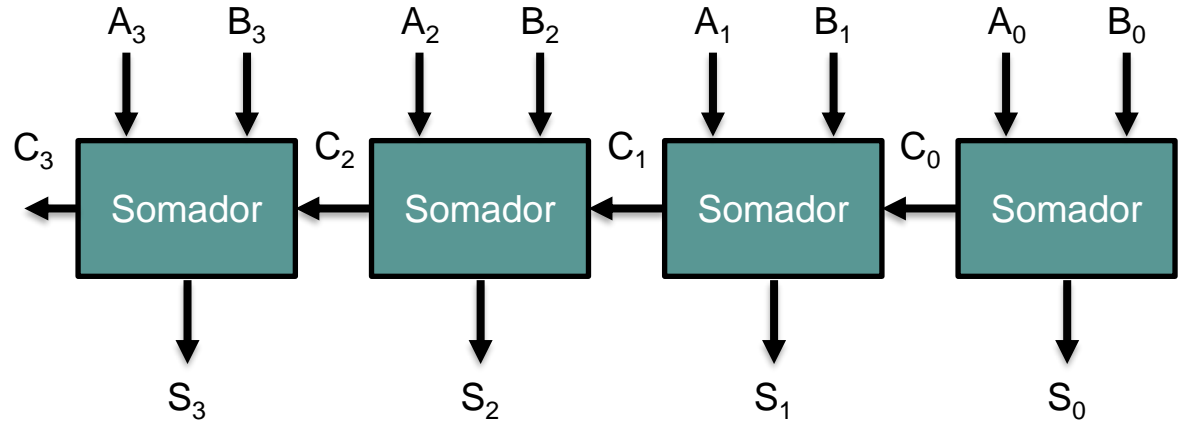 A₃ B₃ A₂ B₂ A₁ B₁ A₀ B₀
C₃ C₂ C₁ C₀
Somador Somador Somador Somador
S₃ S₂ S₁ S₀